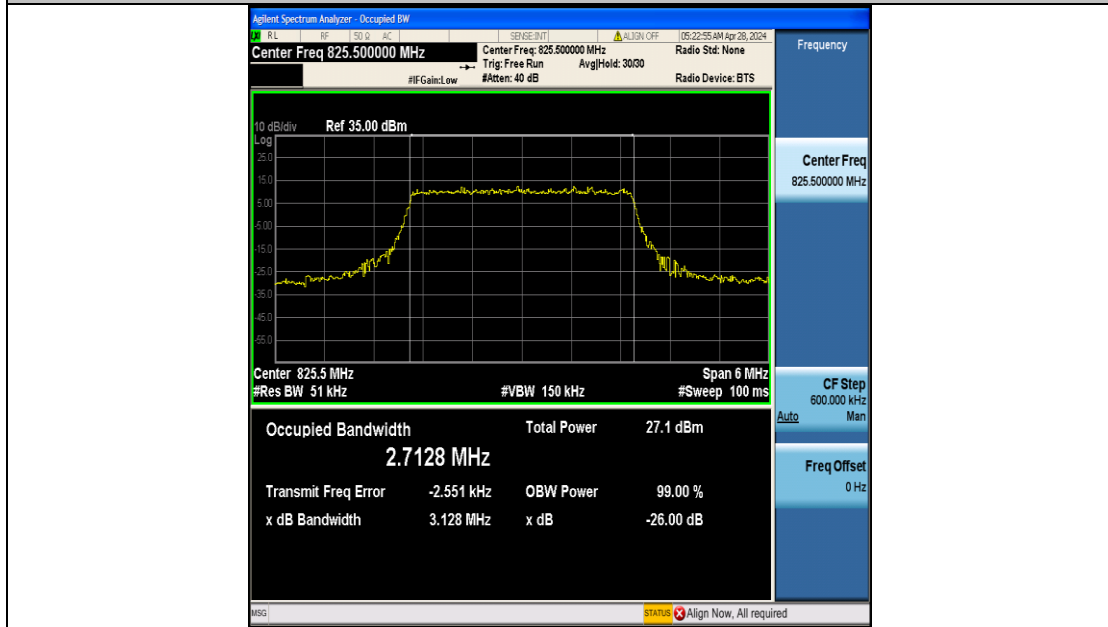 Agilent Spectrum Analyzer - Occupied BW
RL RF 50 Ω AC SENSE:INT ALIGN OFF 05:22:55 AM Apr 28, 2024
Center Freq 825.500000 MHz
Center Freq: 825.500000 MHz Radio Std: None
Trig: Free Run Avg|Hold: 30/30
#IFGain:Low #Atten: 40 dB Radio Device: BTS
10 dB/div Ref 35.00 dBm
Log
25.0
15.0
5.00
-5.00
-15.0
-25.0
-35.0
-45.0
-55.0
Center 825.5 MHz Span 6 MHz
#Res BW 51 kHz #VBW 150 kHz #Sweep 100 ms
Occupied Bandwidth Total Power 27.1 dBm
2.7128 MHz
Transmit Freq Error -2.551 kHz OBW Power 99.00 %
x dB Bandwidth 3.128 MHz x dB -26.00 dB
MSG STATUS Align Now, All required
Frequency
Center Freq
825.500000 MHz
CF Step
600.000 kHz
Auto Man
Freq Offset
0 Hz